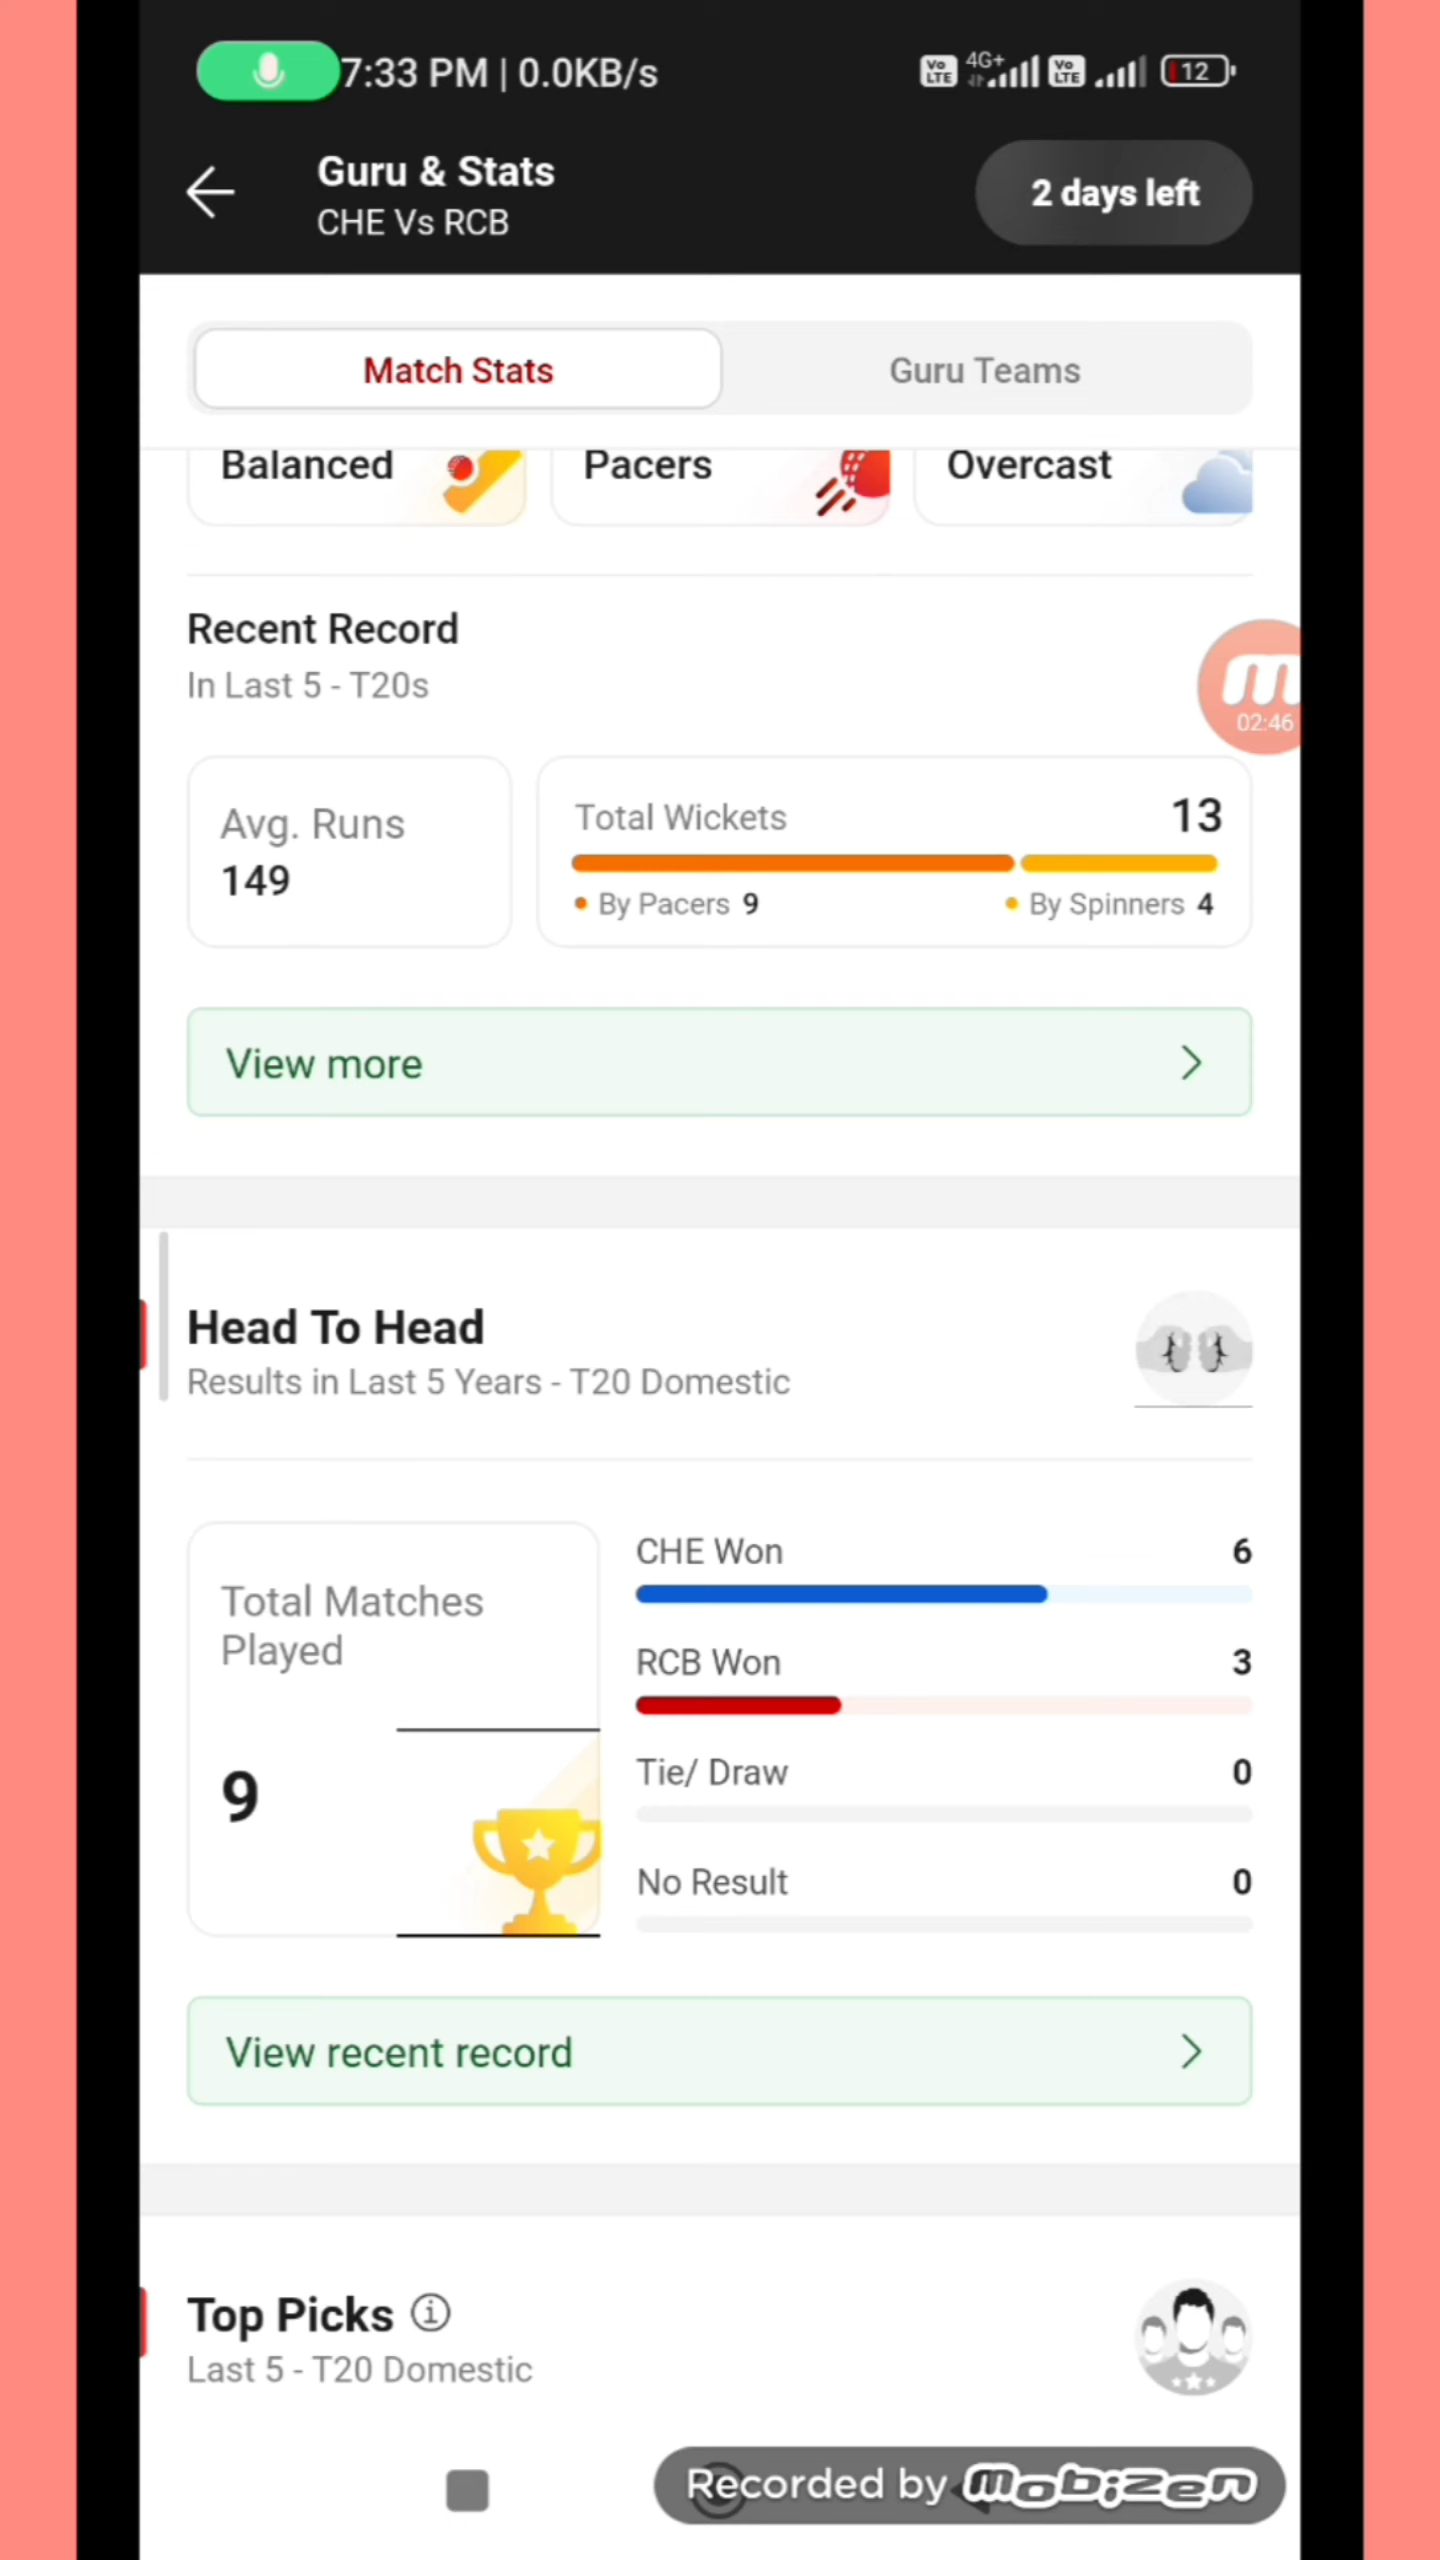 7:33 PM | 0.0KB/s Vo LTE 4G+ Vo LTE 12
Guru & Stats
CHE Vs RCB
2 days left
Match Stats Guru Teams
Balanced Pacers Overcast
Recent Record
In Last 5 - T20s
m
02:46
Avg. Runs
149
Total Wickets 13
By Pacers 9 By Spinners 4
View more
Head To Head
Results in Last 5 Years - T20 Domestic
Total Matches
Played
9
CHE Won 6
RCB Won 3
Tie/ Draw 0
No Result 0
View recent record
Top Picks
Last 5 - T20 Domestic
Recorded by mobizen